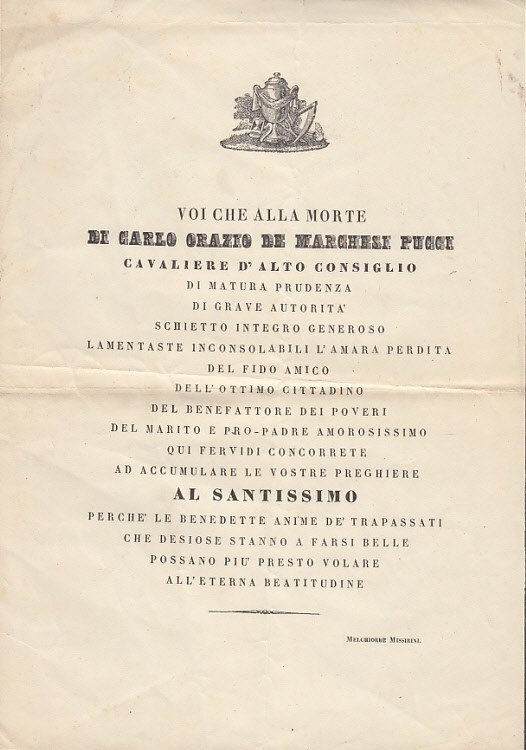 VOI CHE ALLA MORTE
DI CARLO ORAZIO DE MARCHESI PUCCI
CAVALIERE D'ALTO CONSIGLIO
DI MATURA PRUDENZA
DI GRAVE AUTORITA'
SCHIETTO INTEGRO GENEROSO
LAMENTASTE INCONSOLABILI L'AMARA PERDITA
DEL FIDO AMICO
DELL'OTTIMO CITTADINO
DEL BENEFATTORE DEI POVERI
DEL MARITO E PRO-PADRE AMOROSISSIMO
QUI FERVIDI CONCORRETE
AD ACCUMULARE LE VOSTRE PREGHIERE
AL SANTISSIMO
PERCHE' LE BENEDETTE ANIME DE' TRAPASSATI
CHE DESIOSE STANNO A FARSI BELLE
POSSANO PIU' PRESTO VOLARE
ALL'ETERNA BEATITUDINE
MELCHIORRE MISSIRINI.